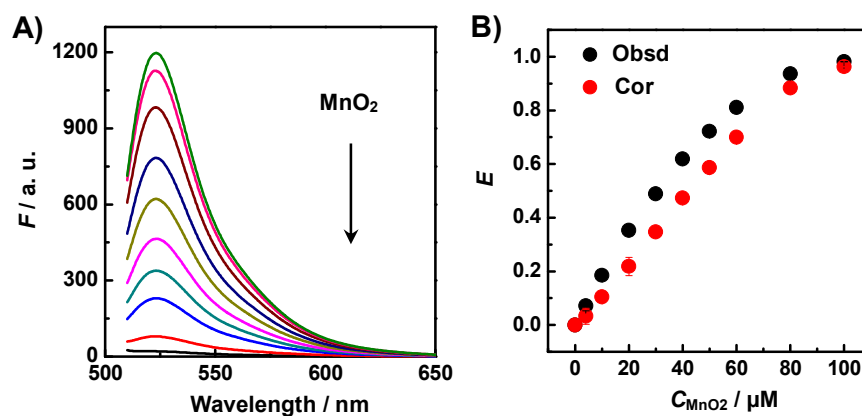 A)
1200
900
600
300
0
F / a. u.
MnO₂
500 550 600 650
Wavelength / nm
B)
Obsd
Cor
1.0
0.8
0.6
0.4
0.2
0.0
E
0 20 40 60 80 100
C_MnO2 / µM